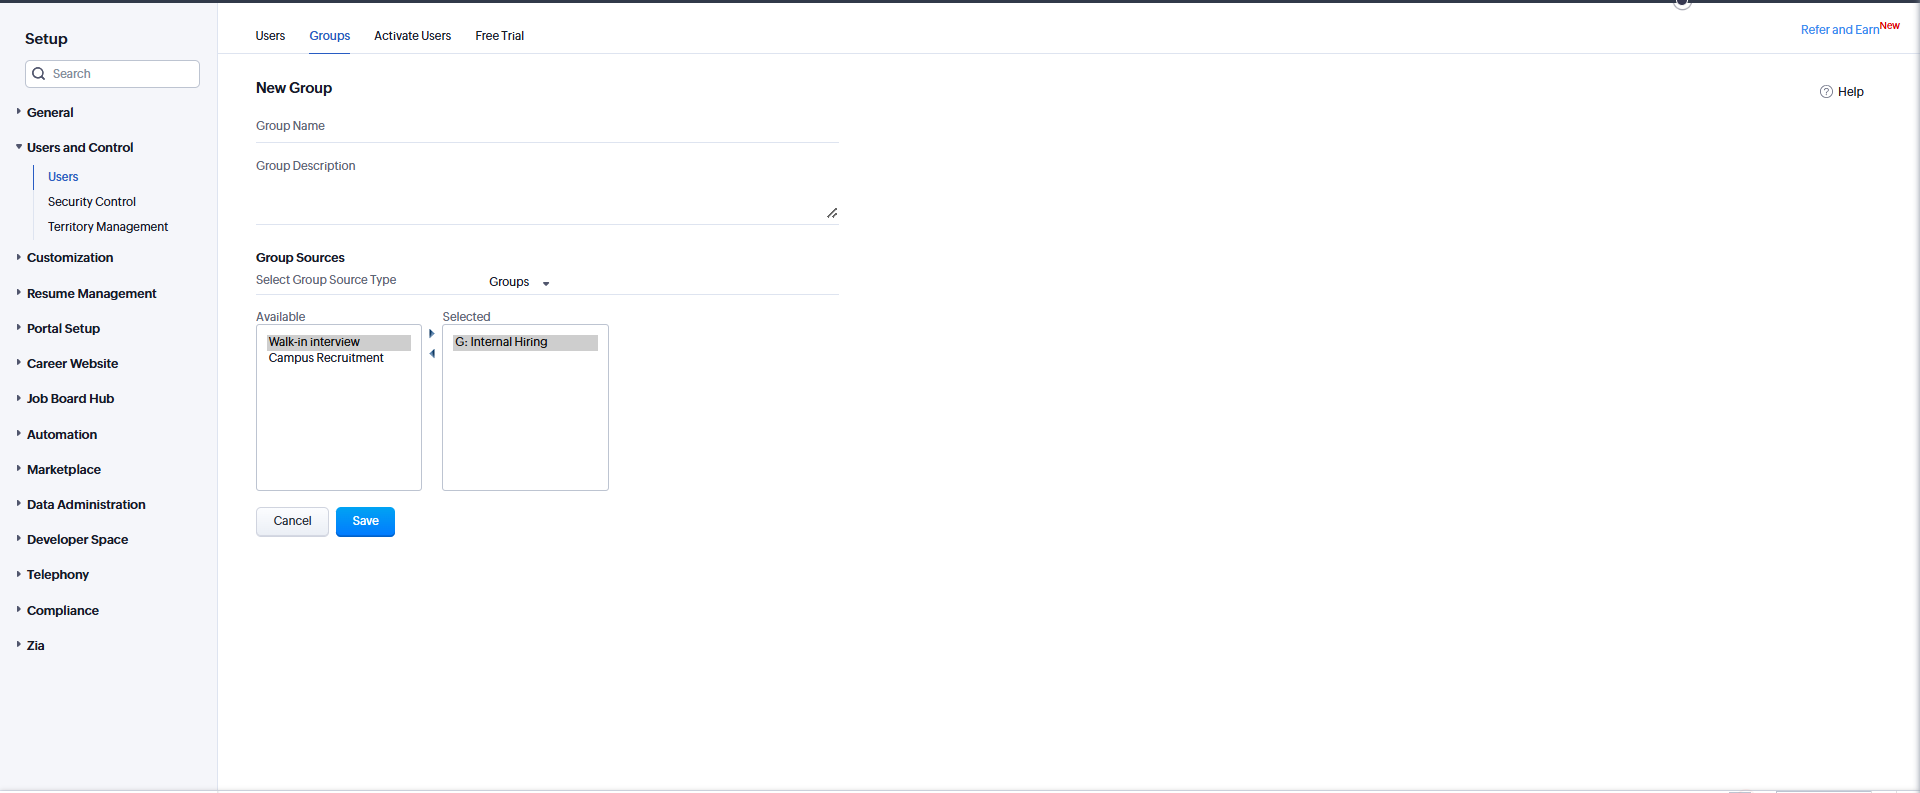 Setup
Search
General
Users and Control
Users
Security Control
Territory Management
Customization
Resume Management
Portal Setup
Career Website
Job Board Hub
Automation
Marketplace
Data Administration
Developer Space
Telephony
Compliance
Zia
Users Groups Activate Users Free Trial
Refer and Earn New
New Group
Help
Group Name
Group Description
Group Sources
Select Group Source Type Groups
Available Selected
Walk-in interview G: Internal Hiring
Campus Recruitment
Cancel Save